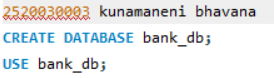 2520030003 kunamaneni bhavana
CREATE DATABASE bank_db;
USE bank_db;